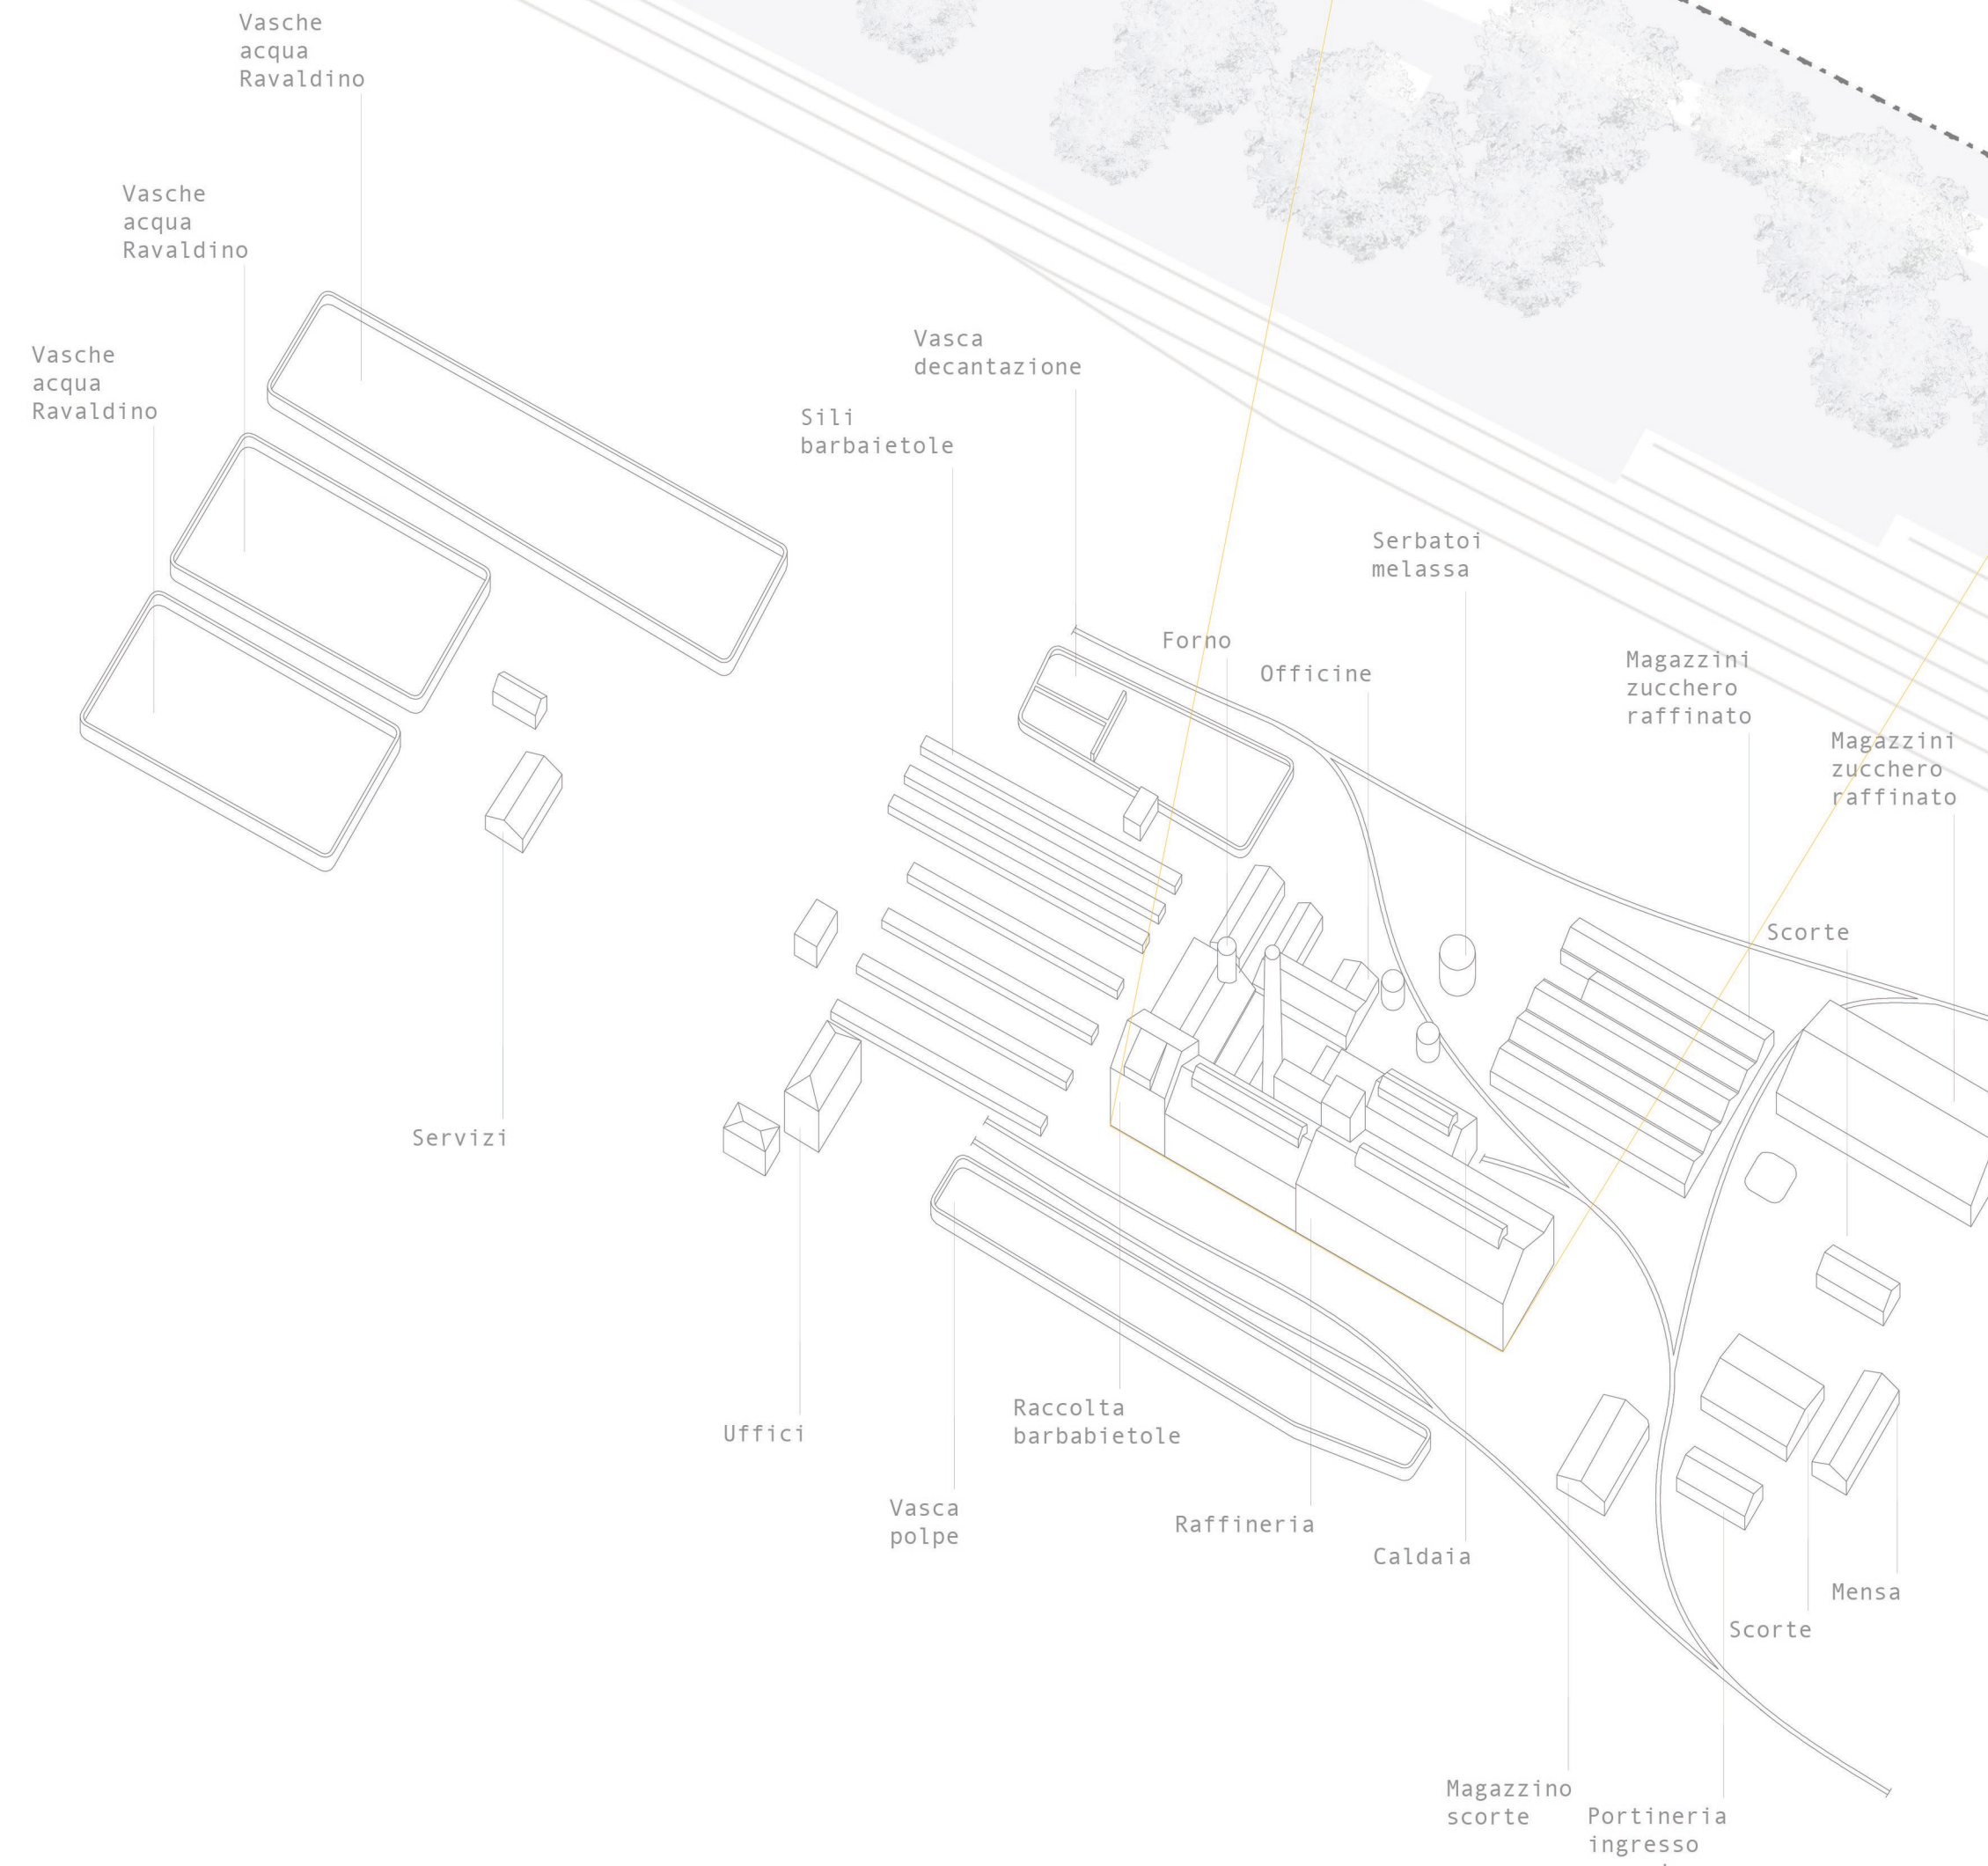 Vasche
acqua
Ravaldino
Vasche
acqua
Ravaldino
Vasche
acqua
Ravaldino
Vasca
decantazione
Sili
barbaietole
Serbatoi
melassa
Forno
Officine
Magazzini
zucchero
raffinato
Magazzini
zucchero
raffinato
Scorte
Servizi
Uffici
Raccolta
barbabietole
Vasca
polpe
Raffineria
Caldaia
Mensa
Scorte
Magazzino
scorte
Portineria
ingresso